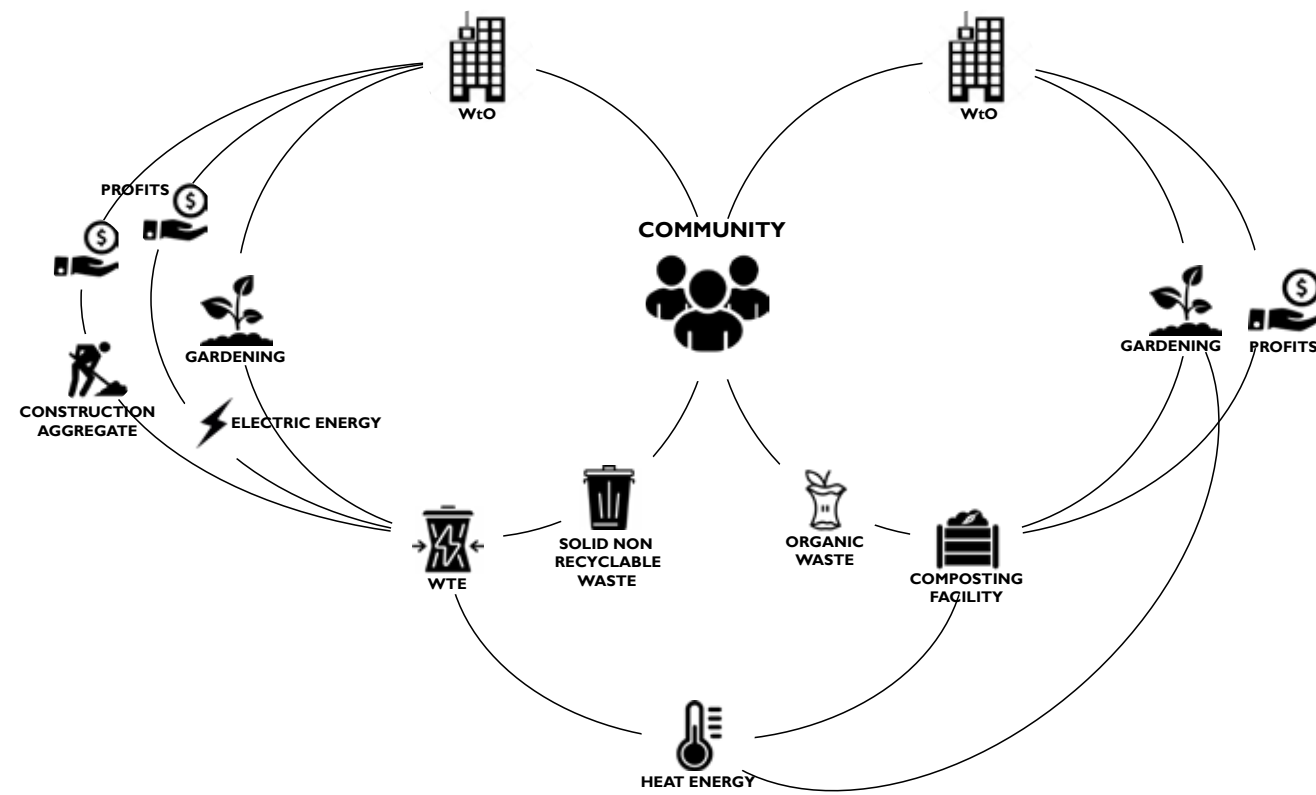 WtO
WtO
PROFITS
COMMUNITY
GARDENING
GARDENING
PROFITS
CONSTRUCTION
AGGREGATE
ELECTRIC ENERGY
SOLID NON
RECYCLABLE
WASTE
ORGANIC
WASTE
WTE
COMPOSTING
FACILITY
HEAT ENERGY